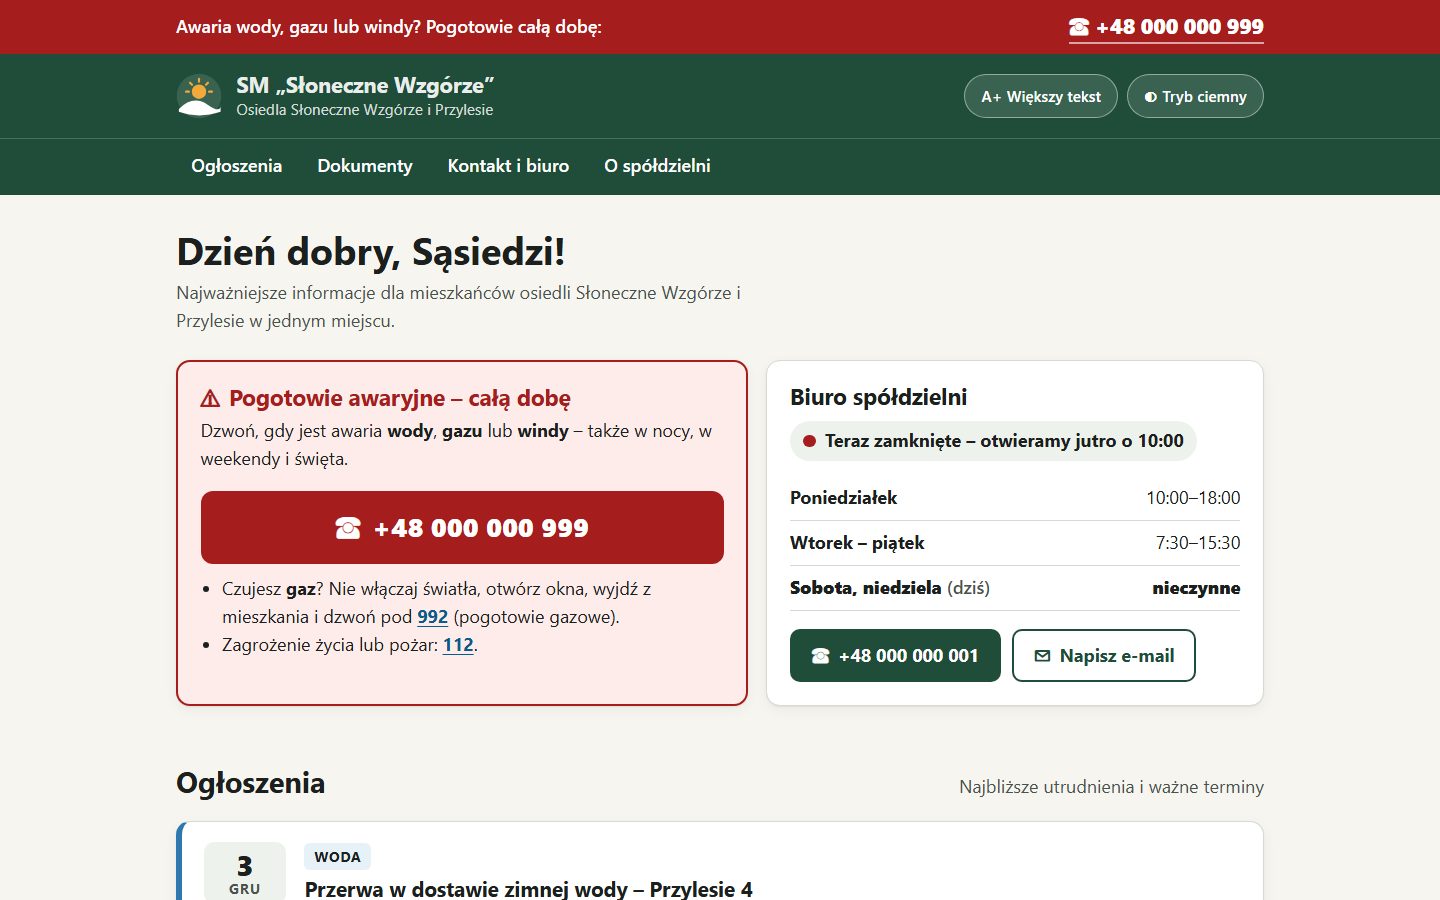 Awaria wody, gazu lub windy? Pogotowie całą dobę:
☎ +48 000 000 999
SM „Słoneczne Wzgórze”
Osiedla Słoneczne Wzgórze i Przylesie
A+ Większy tekst
◐ Tryb ciemny
Ogłoszenia
Dokumenty
Kontakt i biuro
O spółdzielni
Dzień dobry, Sąsiedzi!
Najważniejsze informacje dla mieszkańców osiedli Słoneczne Wzgórze i
Przylesie w jednym miejscu.
⚠ Pogotowie awaryjne – całą dobę
Dzwoń, gdy jest awaria wody, gazu lub windy – także w nocy, w
weekendy i święta.
☎ +48 000 000 999
• Czujesz gaz? Nie włączaj światła, otwórz okna, wyjdź z
mieszkania i dzwoń pod 992 (pogotowie gazowe).
• Zagrożenie życia lub pożar: 112.
Biuro spółdzielni
Teraz zamknięte – otwieramy jutro o 10:00
Poniedziałek 10:00–18:00
Wtorek – piątek 7:30–15:30
Sobota, niedziela (dziś) nieczynne
☎ +48 000 000 001
✉ Napisz e-mail
Ogłoszenia
Najbliższe utrudnienia i ważne terminy
3
GRU
WODA
Przerwa w dostawie zimnej wody – Przylesie 4